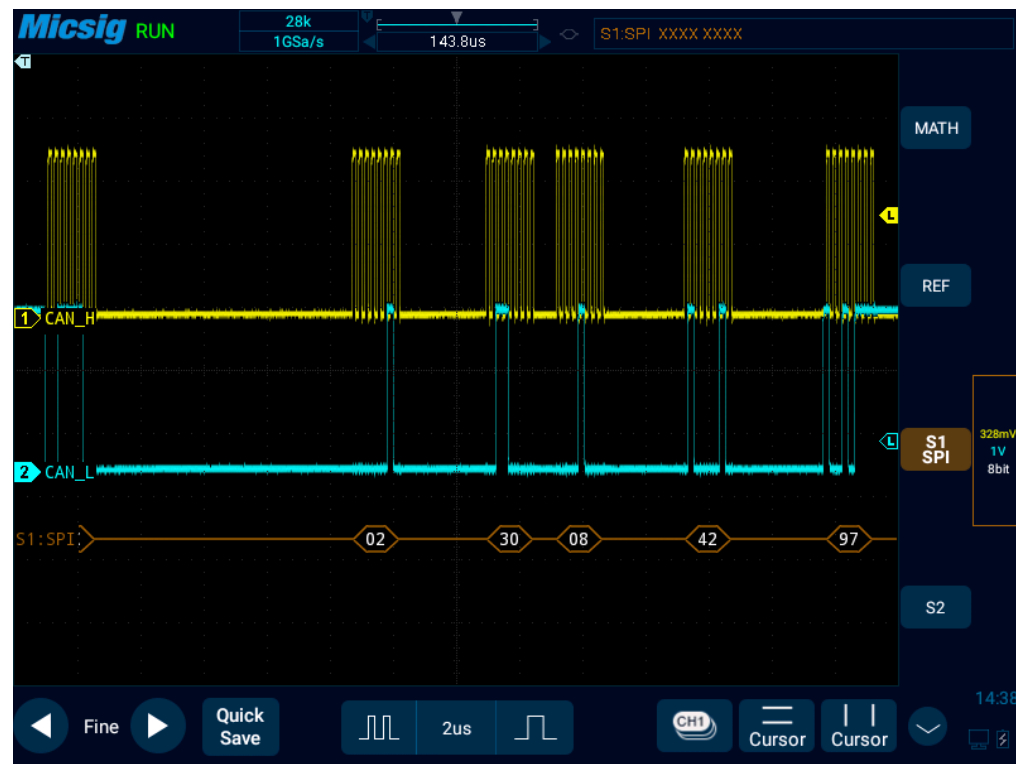 Micsig RUN
28k
1GSa/s
143.8us
S1:SPI XXXX XXXX
T
MATH
L
REF
1 CAN_H
L
S1
SPI
328mV
1V
8bit
2 CAN_L
S1:SPI: 02 30 08 42 97
S2
14:38
Fine
Quick
Save
2us
CH1
Cursor
Cursor